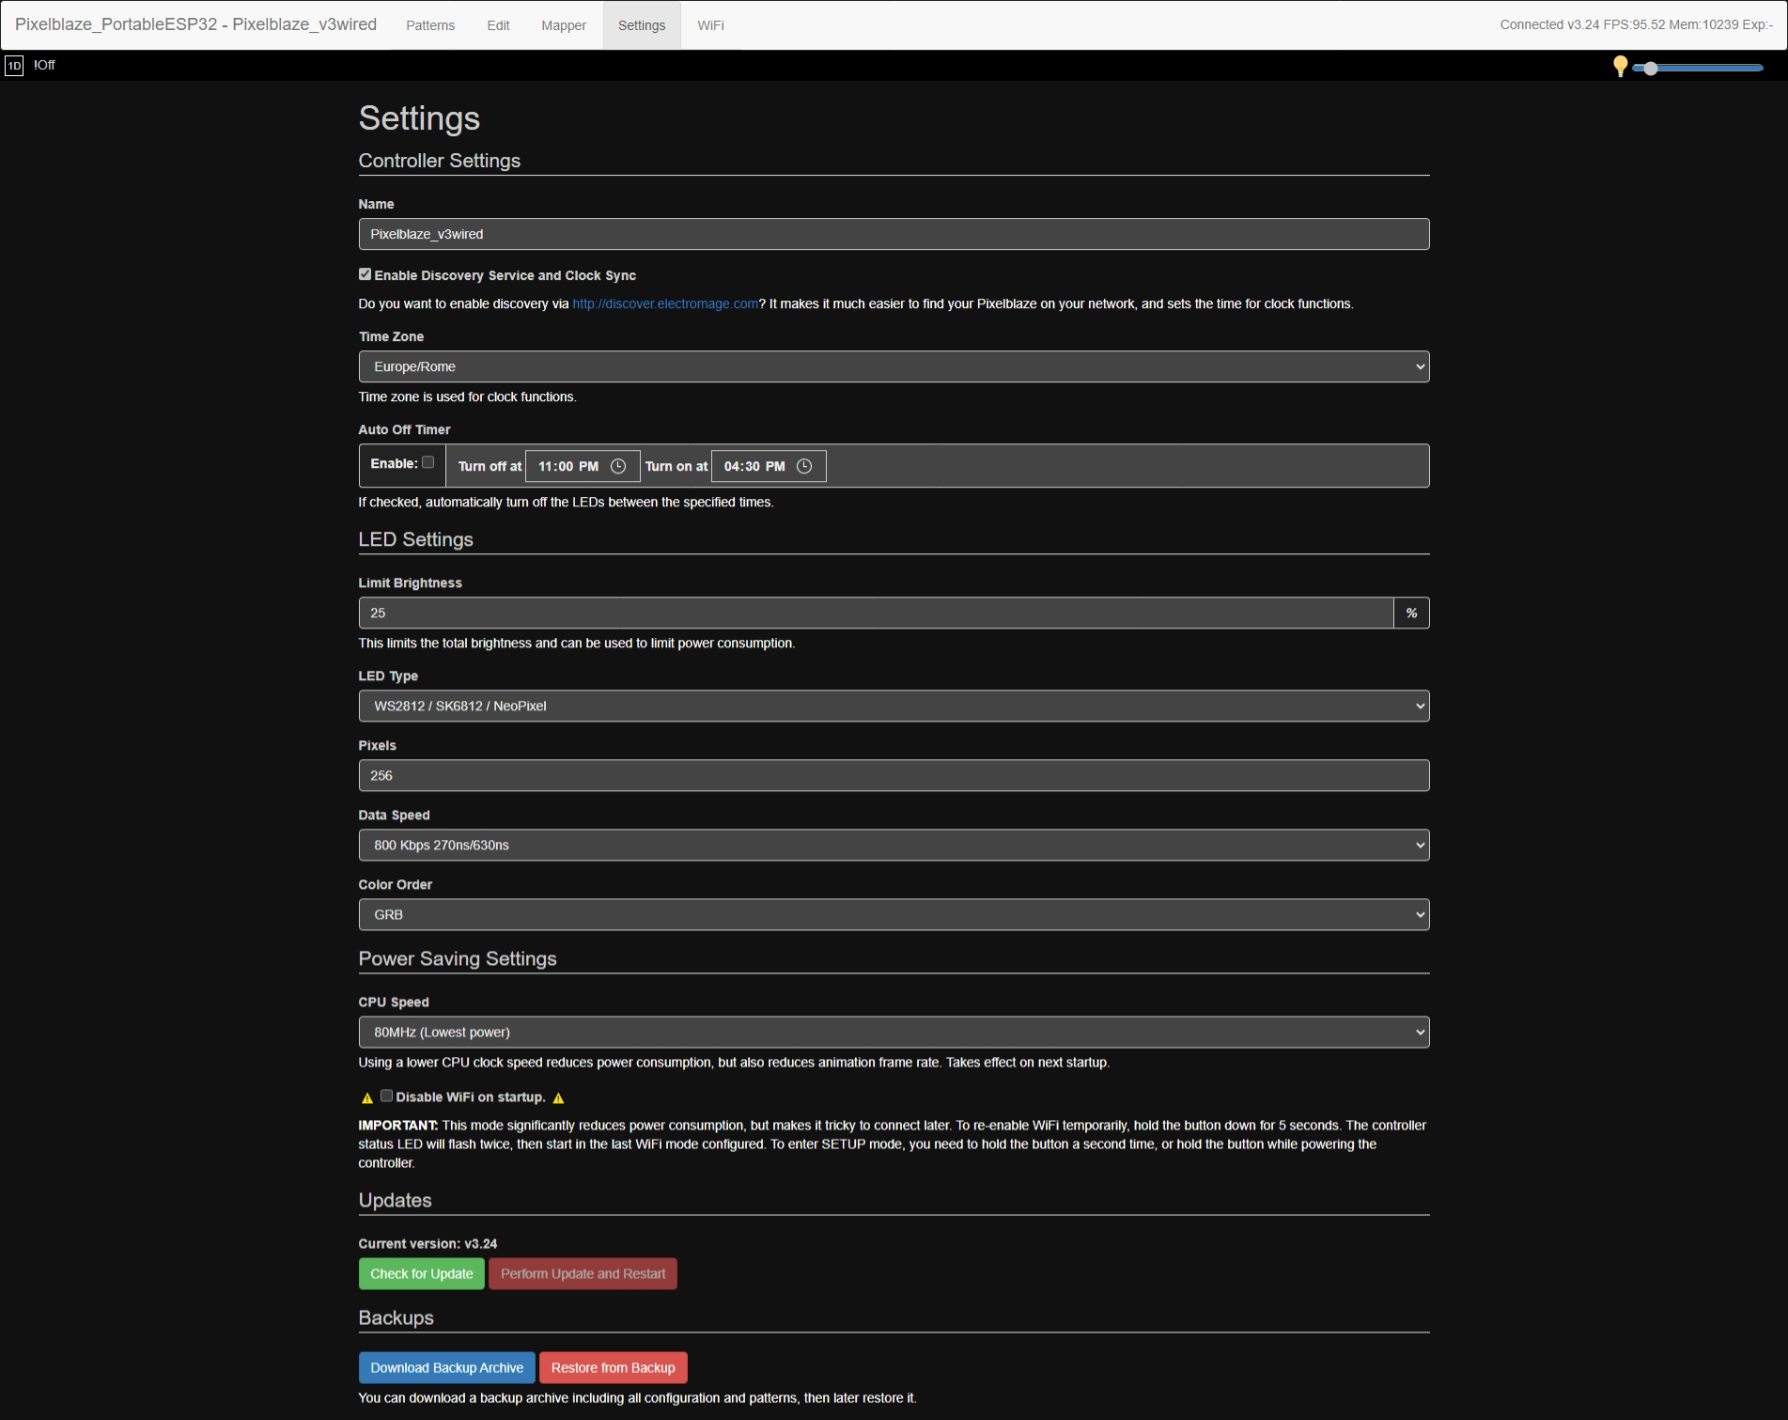 Pixelblaze_PortableESP32 - Pixelblaze_v3wired Patterns Edit Mapper Settings WiFi Connected v3.24 FPS:95.52 Mem:10239 Exp:-
1D !Off
Settings
Controller Settings
Name
Pixelblaze_v3wired
Enable Discovery Service and Clock Sync
Do you want to enable discovery via http://discover.electromage.com? It makes it much easier to find your Pixelblaze on your network, and sets the time for clock functions.
Time Zone
Europe/Rome
Time zone is used for clock functions.
Auto Off Timer
Enable: Turn off at 11:00 PM Turn on at 04:30 PM
If checked, automatically turn off the LEDs between the specified times.
LED Settings
Limit Brightness
25 %
This limits the total brightness and can be used to limit power consumption.
LED Type
WS2812 / SK6812 / NeoPixel
Pixels
256
Data Speed
800 Kbps 270ns/630ns
Color Order
GRB
Power Saving Settings
CPU Speed
80MHz (Lowest power)
Using a lower CPU clock speed reduces power consumption, but also reduces animation frame rate. Takes effect on next startup.
Disable WiFi on startup.
IMPORTANT: This mode significantly reduces power consumption, but makes it tricky to connect later. To re-enable WiFi temporarily, hold the button down for 5 seconds. The controller
status LED will flash twice, then start in the last WiFi mode configured. To enter SETUP mode, you need to hold the button a second time, or hold the button while powering the
controller.
Updates
Current version: v3.24
Check for Update Perform Update and Restart
Backups
Download Backup Archive Restore from Backup
You can download a backup archive including all configuration and patterns, then later restore it.